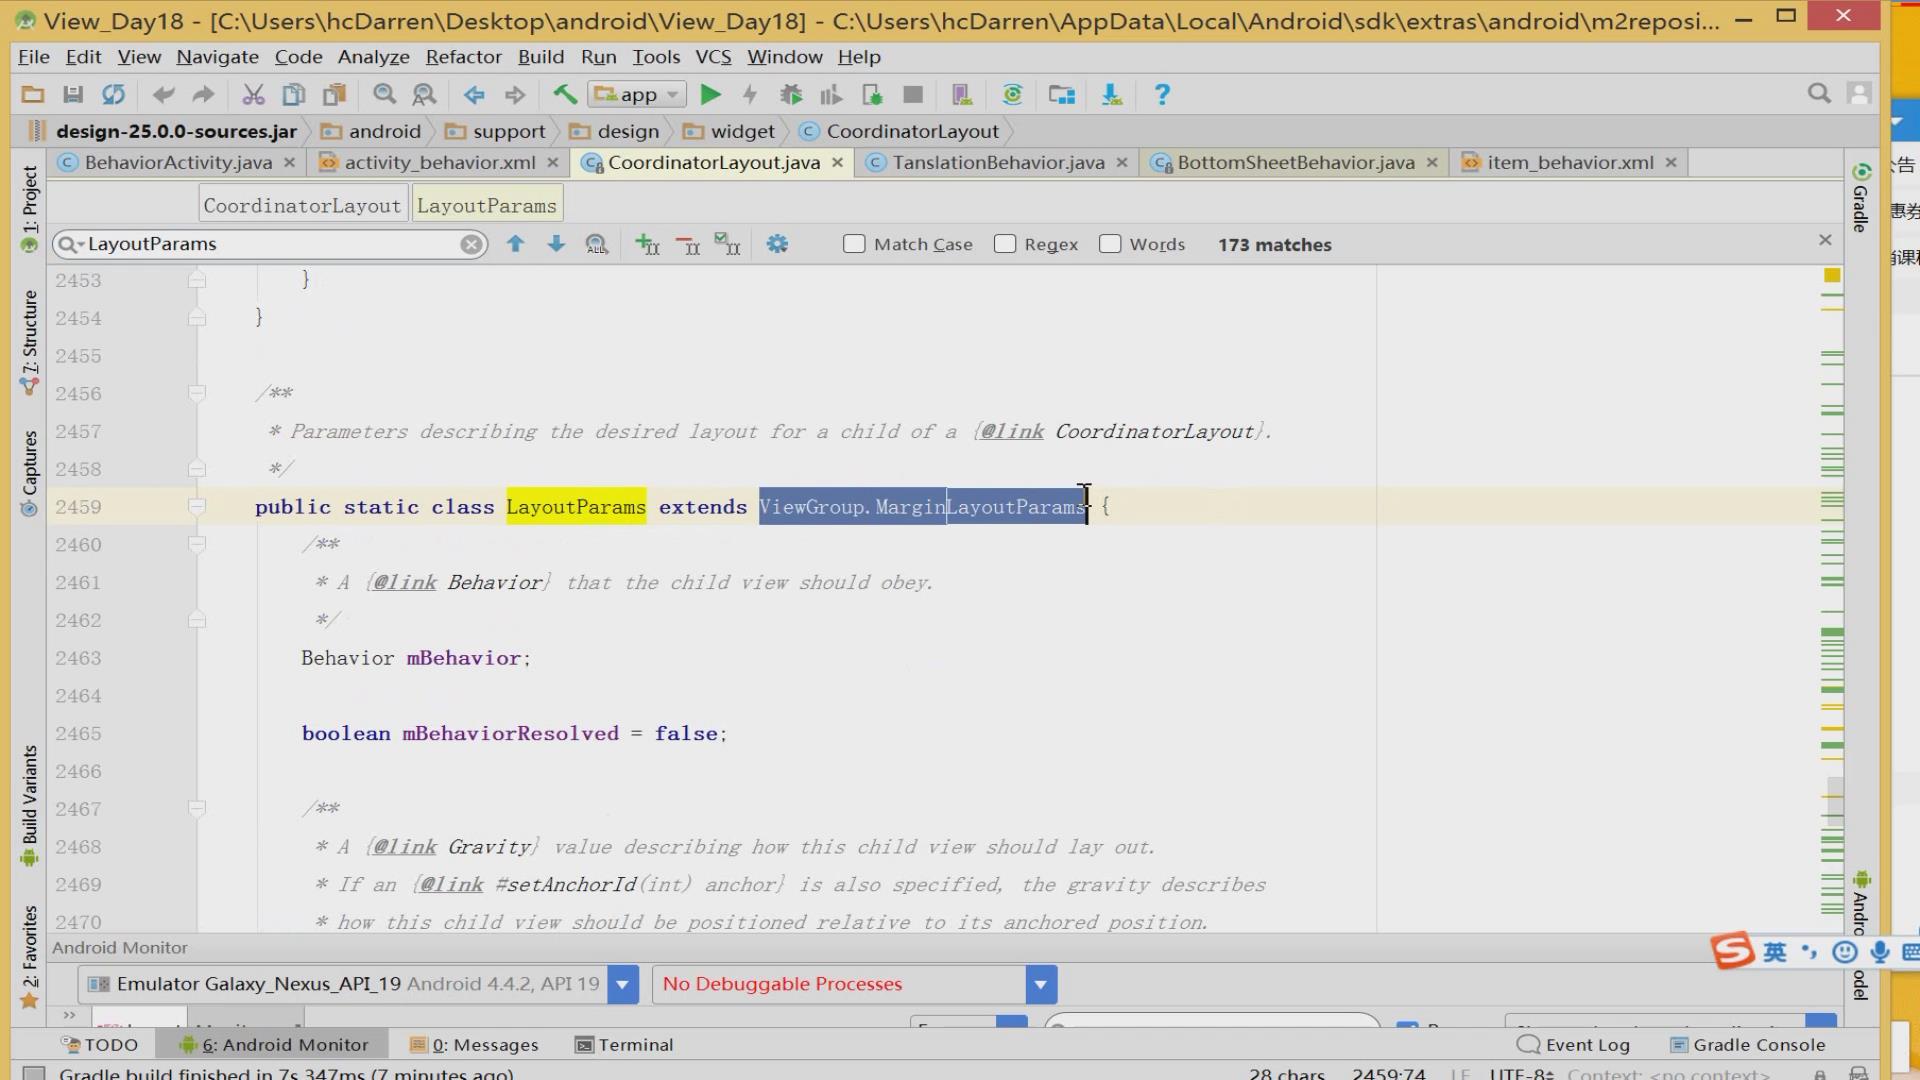 View_Day18 - [C:\Users\hcDarren\Desktop\android\View_Day18] - C:\Users\hcDarren\AppData\Local\Android\sdk\extras\android\m2reposi...
File Edit View Navigate Code Analyze Refactor Build Run Tools VCS Window Help
app
design-25.0.0-sources.jar android support design widget CoordinatorLayout
BehaviorActivity.java activity_behavior.xml CoordinatorLayout.java TanslationBehavior.java BottomSheetBehavior.java item_behavior.xml
CoordinatorLayout LayoutParams
LayoutParams Match Case Regex Words 173 matches
2453 }
2454 }
2455
2456 /**
2457 * Parameters describing the desired layout for a child of a {@link CoordinatorLayout}.
2458 */
2459 public static class LayoutParams extends ViewGroup.MarginLayoutParams {
2460 /**
2461 * A {@link Behavior} that the child view should obey.
2462 */
2463 Behavior mBehavior;
2464
2465 boolean mBehaviorResolved = false;
2466
2467 /**
2468 * A {@link Gravity} value describing how this child view should lay out.
2469 * If an {@link #setAnchorId(int) anchor} is also specified, the gravity describes
2470 * how this child view should be positioned relative to its anchored position.
1: Project
7: Structure
Captures
Build Variants
2: Favorites
Gradle
公告
惠券
Android Monitor
英
Emulator Galaxy_Nexus_API_19 Android 4.4.2, API 19 No Debuggable Processes
TODO 6: Android Monitor 0: Messages Terminal Event Log Gradle Console
Gradle build finished in 7s 347ms (7 minutes ago) 28 chars 2459:74 LF UTF-8 Context: <no context>